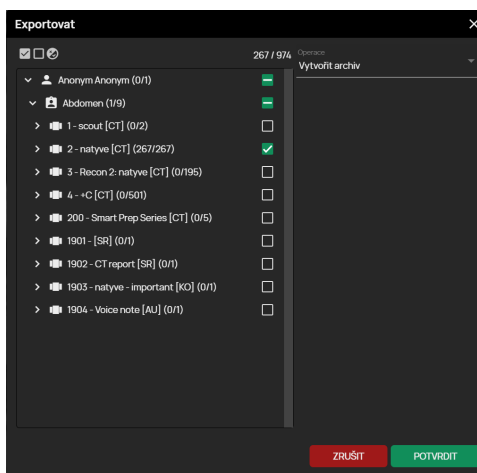 Exportovat
267 / 974
Operace
Vytvořit archiv
Anonym Anonym (0/1)
Abdomen (1/9)
1 - scout [CT] (0/2)
2 - natyve [CT] (267/267)
3 - Recon 2: natyve [CT] (0/195)
4 - +C [CT] (0/501)
200 - Smart Prep Series [CT] (0/5)
1901 - [SR] (0/1)
1902 - CT report [SR] (0/1)
1903 - natyve - important [KO] (0/1)
1904 - Voice note [AU] (0/1)
ZRUŠIT
POTVRDIT